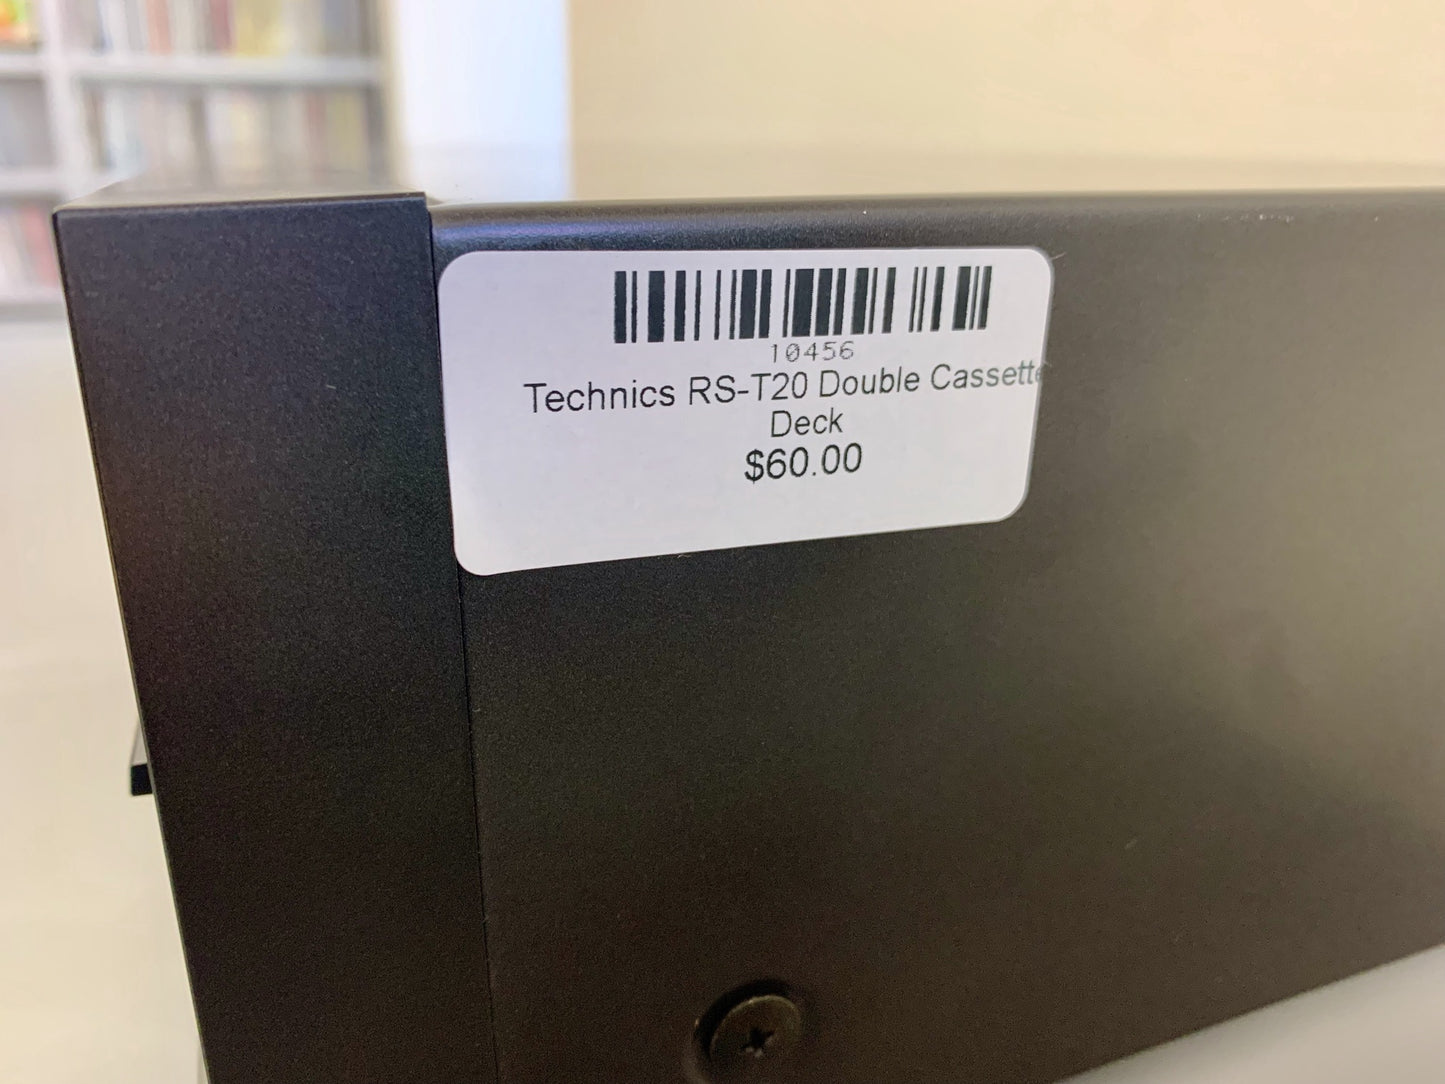 10456
Technics RS-T20 Double Cassette
Deck
$60.00